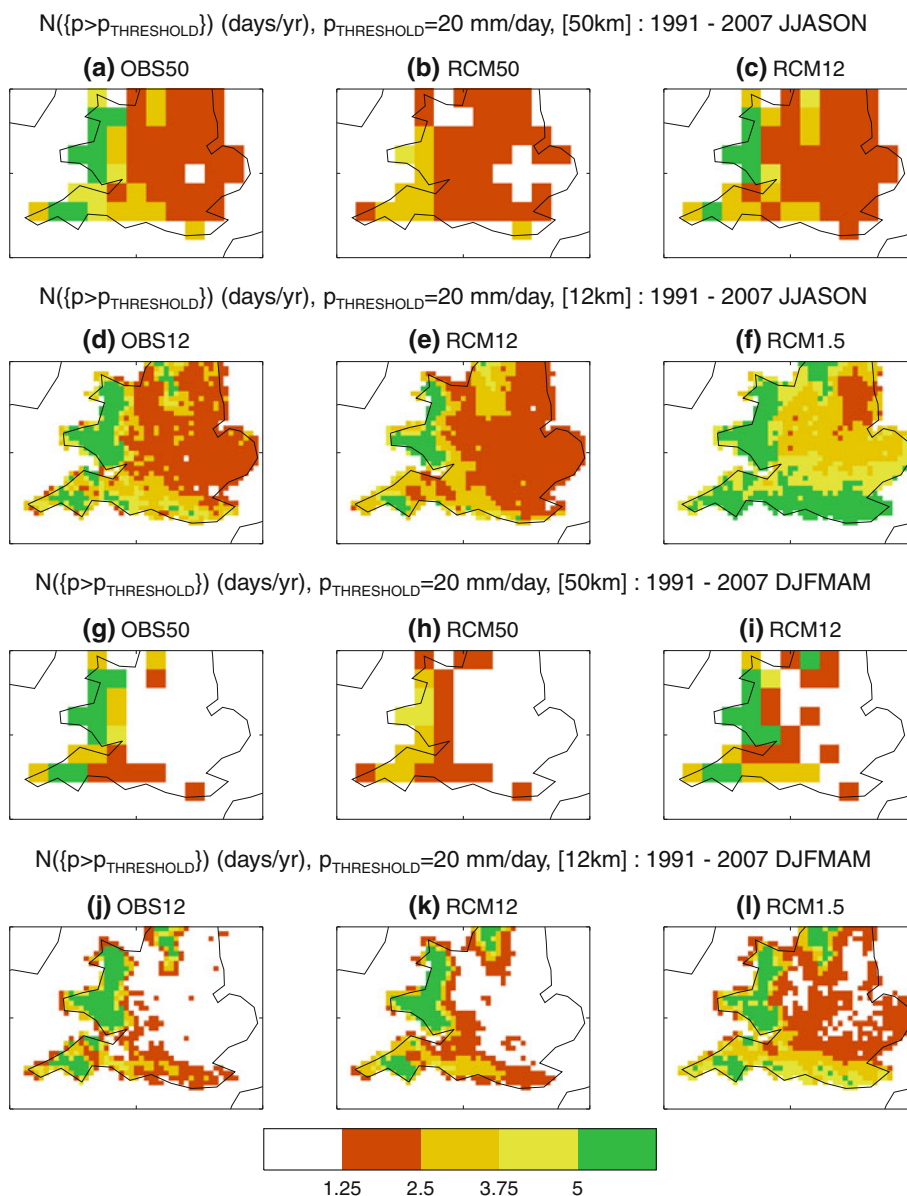 N({p>pTHRESHOLD}) (days/yr), pTHRESHOLD=20 mm/day, [50km] : 1991 - 2007 JJASON
(a) OBS50 (b) RCM50 (c) RCM12
N({p>pTHRESHOLD}) (days/yr), pTHRESHOLD=20 mm/day, [12km] : 1991 - 2007 JJASON
(d) OBS12 (e) RCM12 (f) RCM1.5
N({p>pTHRESHOLD}) (days/yr), pTHRESHOLD=20 mm/day, [50km] : 1991 - 2007 DJFMAM
(g) OBS50 (h) RCM50 (i) RCM12
N({p>pTHRESHOLD}) (days/yr), pTHRESHOLD=20 mm/day, [12km] : 1991 - 2007 DJFMAM
(j) OBS12 (k) RCM12 (l) RCM1.5
1.25 2.5 3.75 5